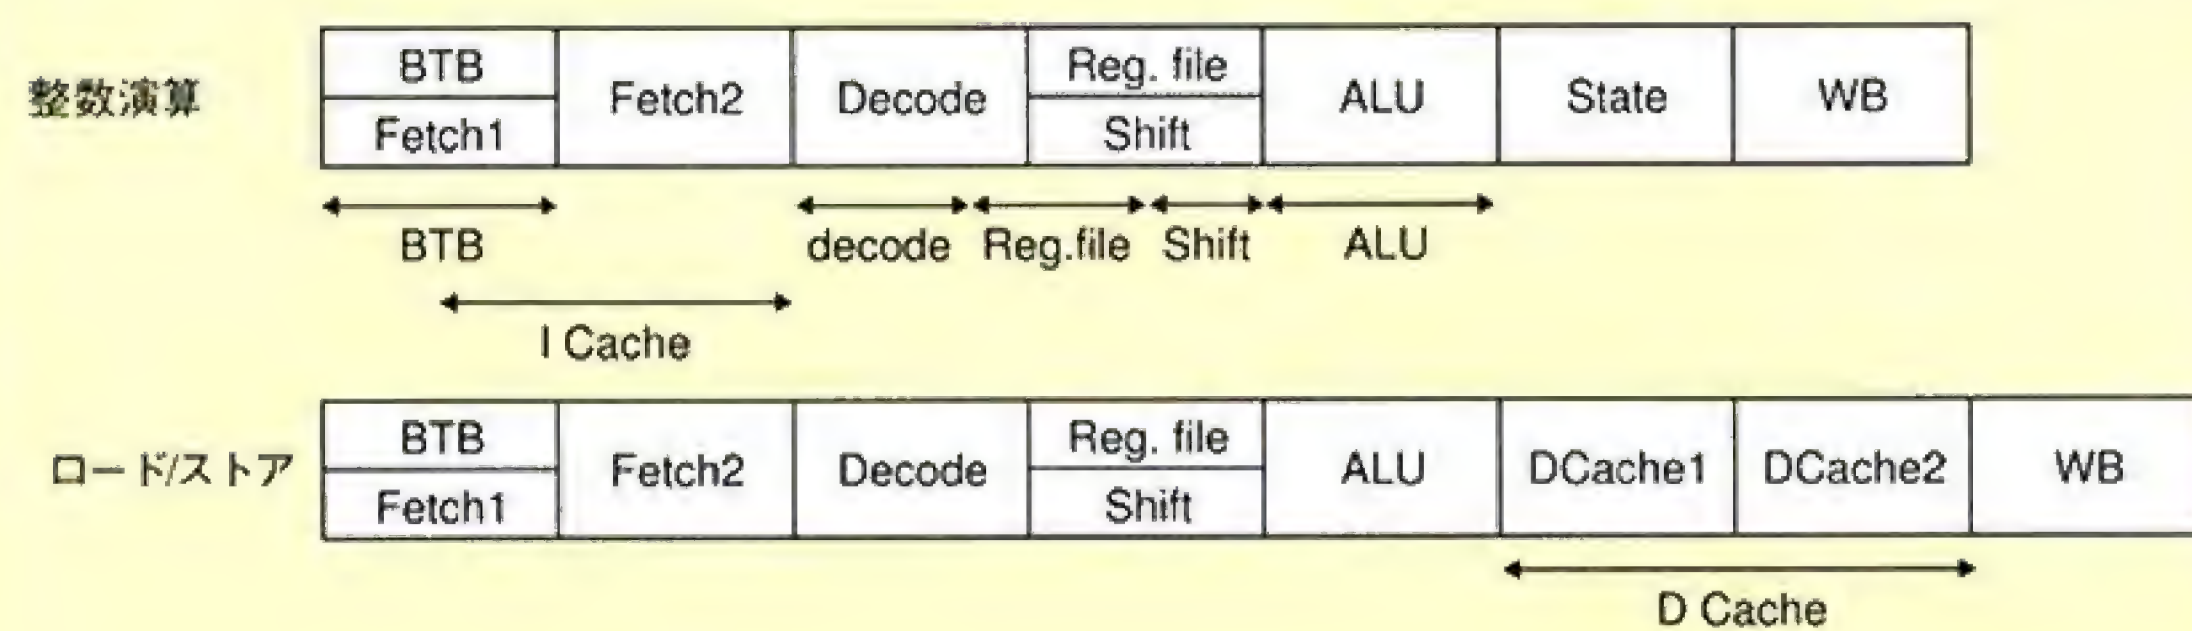 整数演算
BTB
Fetch1
Fetch2
Decode
Reg. file
Shift
ALU
State
WB
BTB
decode
Reg.file
Shift
ALU
I Cache
ロード/ストア
BTB
Fetch1
Fetch2
Decode
Reg. file
Shift
ALU
DCache1
DCache2
WB
D Cache